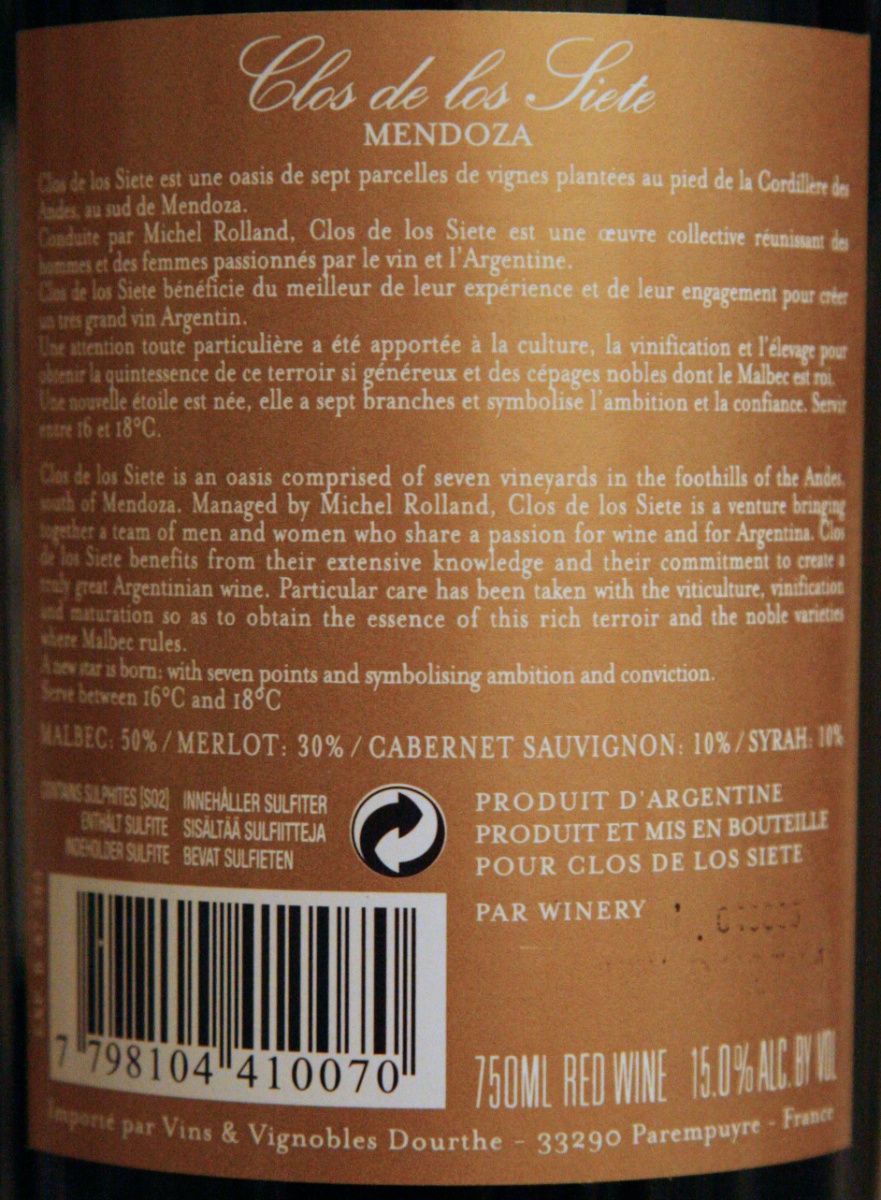 Clos de los Siete
MENDOZA
Clos de los Siete est une oasis de sept parcelles de vignes plantées au pied de la Cordillère des
Andes, au sud de Mendoza.
Conduite par Michel Rolland, Clos de los Siete est une œuvre collective réunissant des
hommes et des femmes passionnés par le vin et l'Argentine.
Clos de los Siete bénéficie du meilleur de leur expérience et de leur engagement pour créer
un très grand vin Argentin.
Une attention toute particulière a été apportée à la culture, la vinification et l'élevage pour
obtenir la quintessence de ce terroir si généreux et des cépages nobles dont le Malbec est roi.
Une nouvelle étoile est née, elle a sept branches et symbolise l'ambition et la confiance. Servir
entre 16 et 18°C.
Clos de los Siete is an oasis comprised of seven vineyards in the foothills of the Andes,
south of Mendoza. Managed by Michel Rolland, Clos de los Siete is a venture bringing
together a team of men and women who share a passion for wine and for Argentina. Clos
de los Siete benefits from their extensive knowledge and their commitment to create a
truly great Argentinian wine. Particular care has been taken with the viticulture, vinification
and maturation so as to obtain the essence of this rich terroir and the noble varieties
where Malbec rules.
A new star is born: with seven points and symbolising ambition and conviction.
Serve between 16°C and 18°C
MALBEC: 50% / MERLOT: 30% / CABERNET SAUVIGNON: 10% / SYRAH: 10%
CONTAINS SULPHITES (SO2) INNEHÅLLER SULFITER
ENTHÄLT SULFITE SISÄLTÄÄ SULFIITTEJA
INDEHOLDER SULFITE BEVAT SULFIETEN
PRODUIT D'ARGENTINE
PRODUIT ET MIS EN BOUTEILLE
POUR CLOS DE LOS SIETE
PAR WINERY
7 798104 410070
750ML RED WINE 15.0% ALC. BY VOL
Importé par Vins & Vignobles Dourthe - 33290 Parempuyre - France